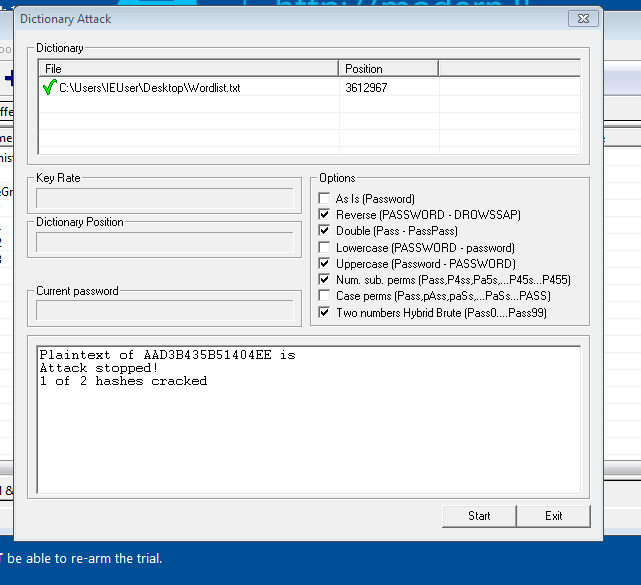 http://modern.I
Dictionary Attack
Dictionary
File Position
C:\Users\IEUser\Desktop\Wordlist.txt 3612967
Key Rate
Dictionary Position
Current password
Options
As Is (Password)
Reverse (PASSWORD - DROWSSAP)
Double (Pass - PassPass)
Lowercase (PASSWORD - password)
Uppercase (Password - PASSWORD)
Num. sub. perms (Pass,P4ss,Pa5s,...P45s...P455)
Case perms (Pass,pAss,paSs,...PaSs...PASS)
Two numbers Hybrid Brute (Pass0....Pass99)
Plaintext of AAD3B435B51404EE is
Attack stopped!
1 of 2 hashes cracked
Start Exit
be able to re-arm the trial.